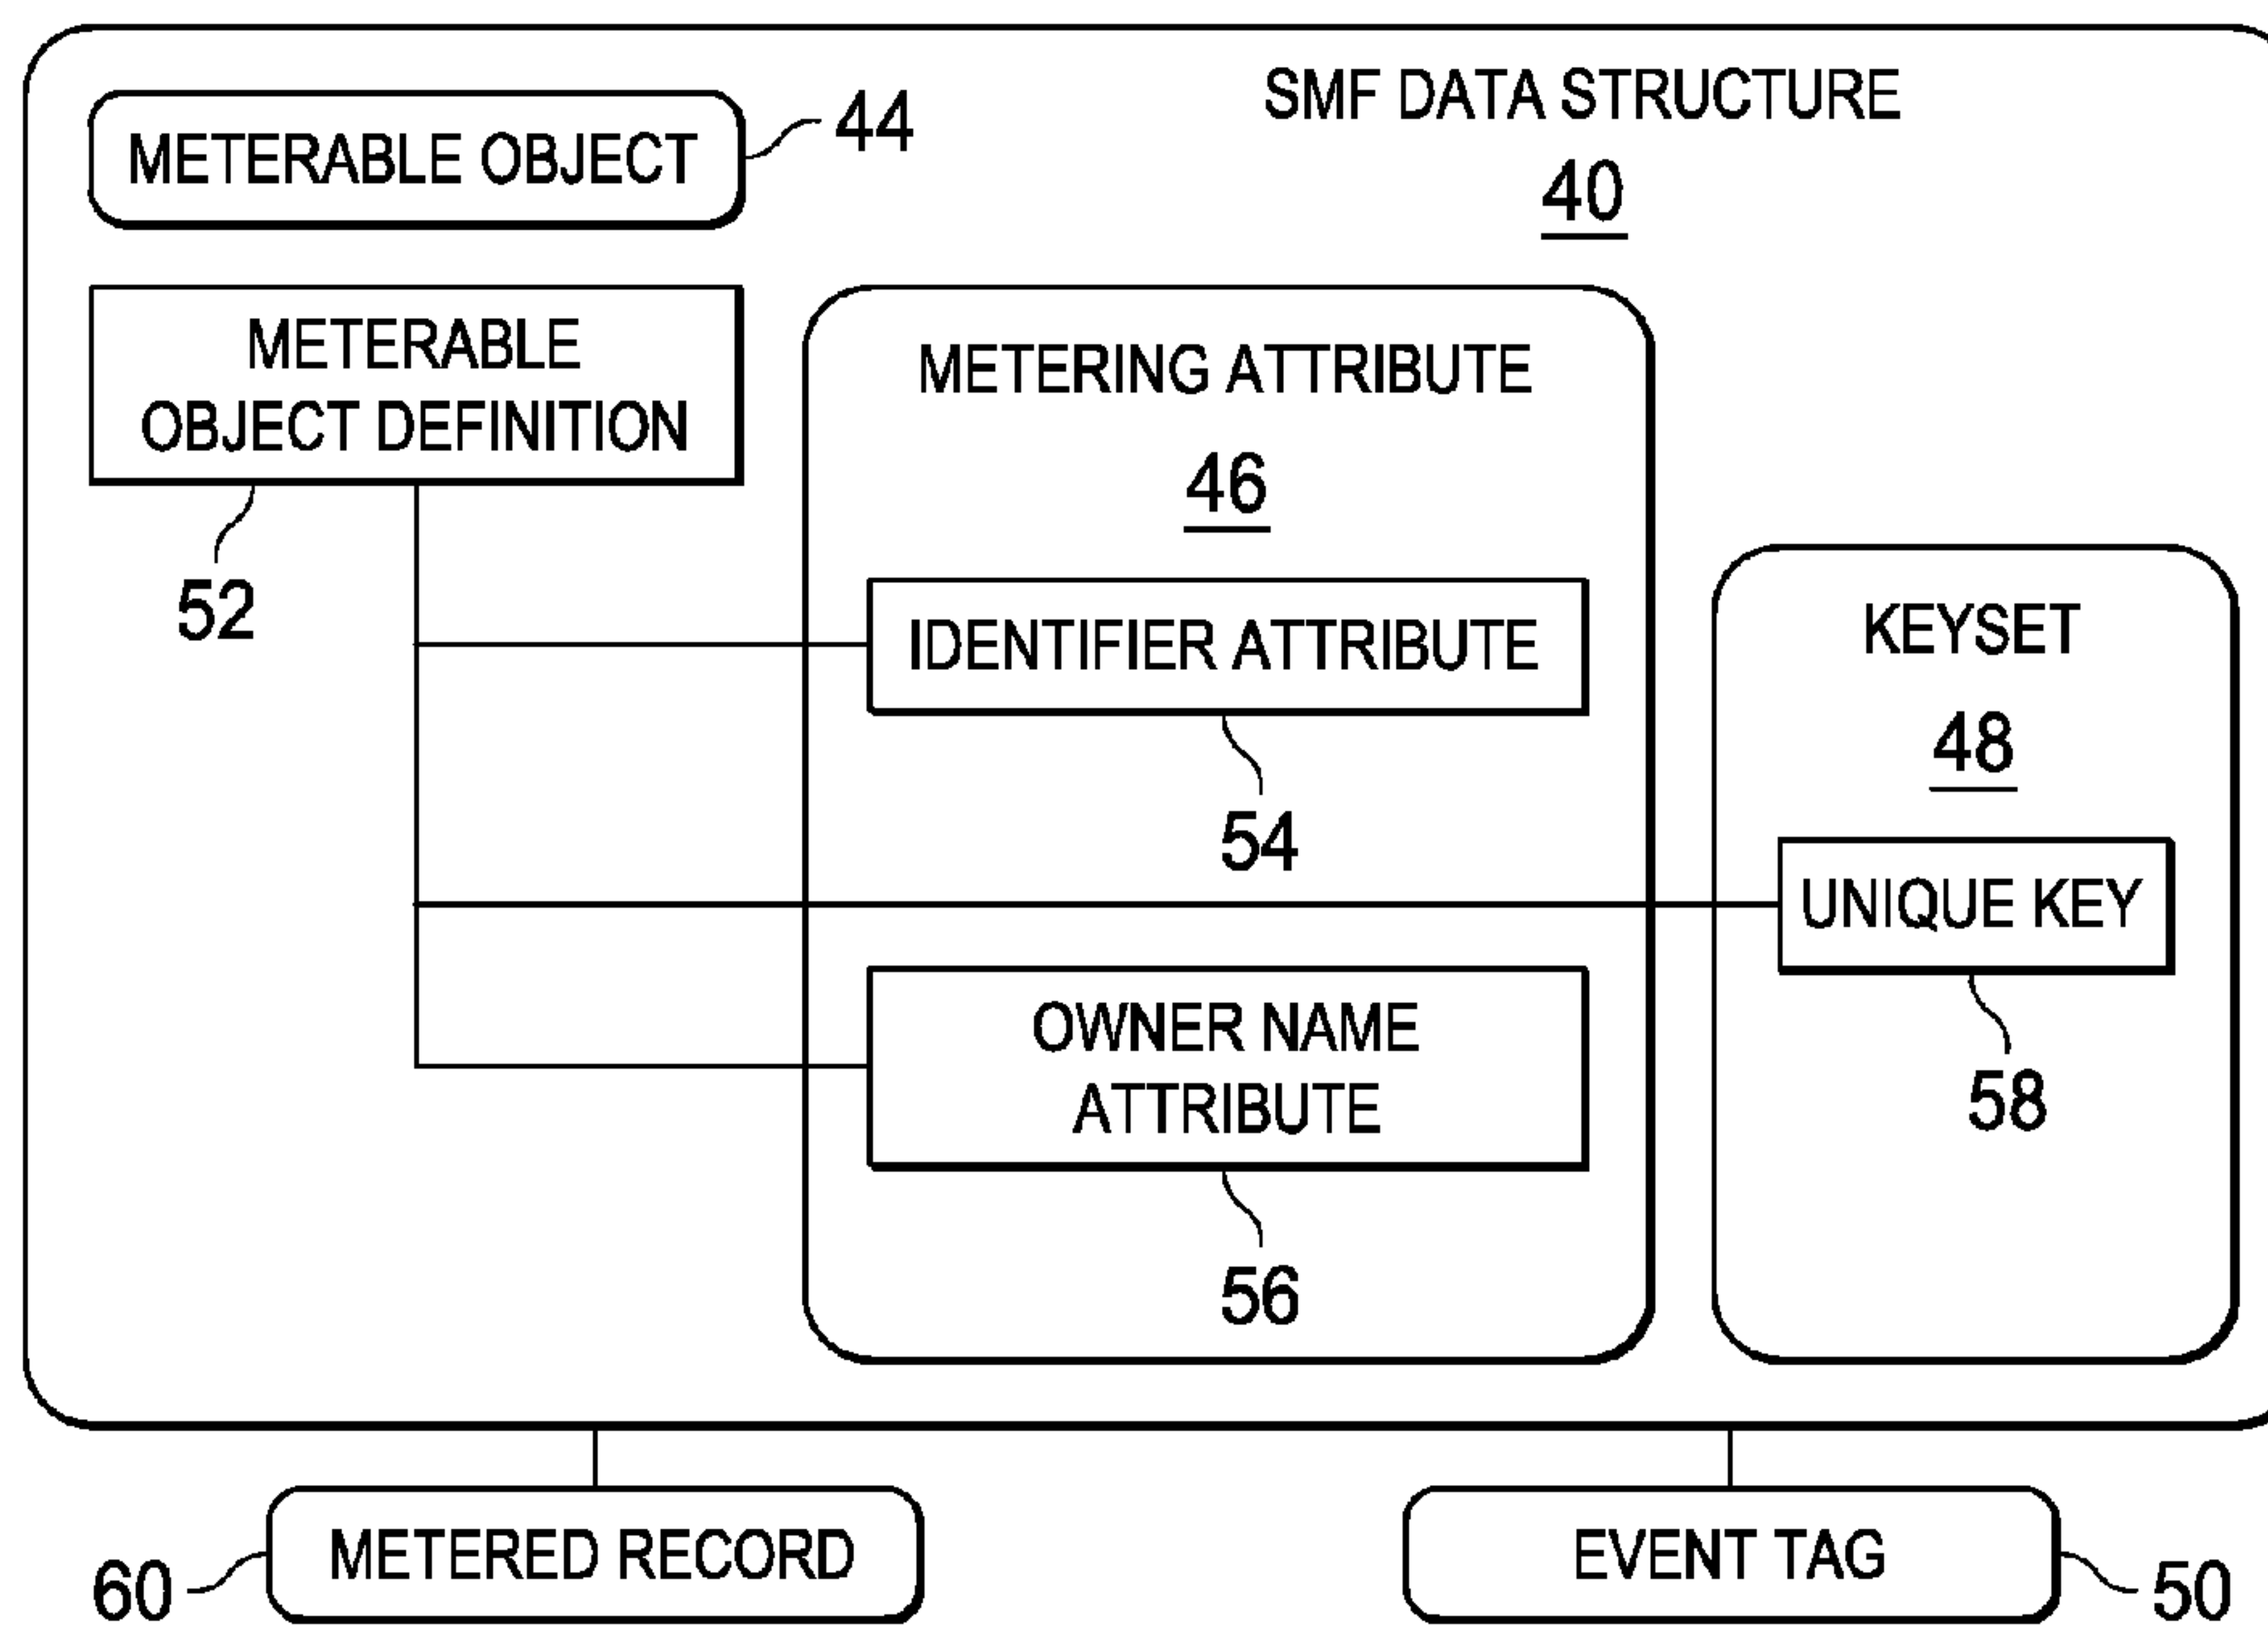 SMF DATA STRUCTURE
40
METERABLE OBJECT
44
METERABLE
OBJECT DEFINITION
52
METERING ATTRIBUTE
46
IDENTIFIER ATTRIBUTE
54
OWNER NAME
ATTRIBUTE
56
KEYSET
48
UNIQUE KEY
58
60
METERED RECORD
EVENT TAG
50